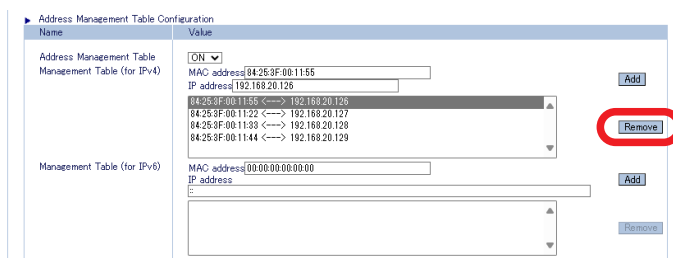 Address Management Table Configuration
Name Value
Address Management Table ON
Management Table (for IPv4) MAC address 84:25:3F:00:11:55
IP address 192.168.20.126
Add
84:25:3F:00:11:55 <---> 192.168.20.126
84:25:3F:00:11:22 <---> 192.168.20.127
84:25:3F:00:11:33 <---> 192.168.20.128
84:25:3F:00:11:44 <---> 192.168.20.129
Remove
Management Table (for IPv6) MAC address 00:00:00:00:00:00
IP address
::
Add
Remove